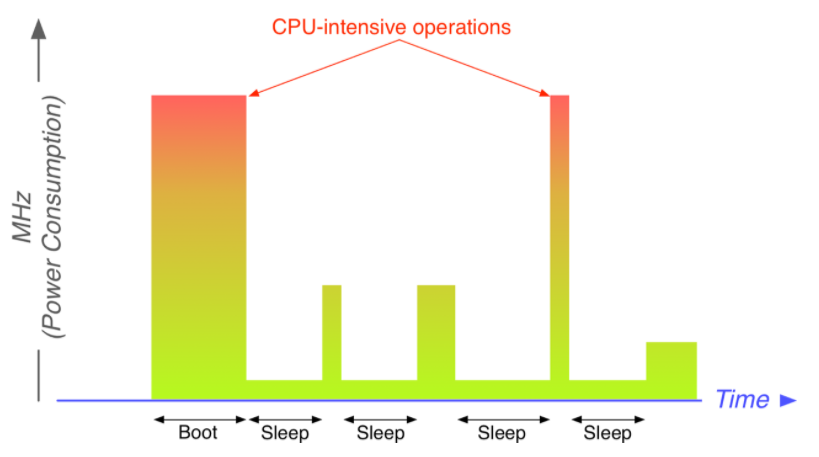 CPU-intensive operations
MHz
(Power Consumption)
Time
Boot
Sleep
Sleep
Sleep
Sleep